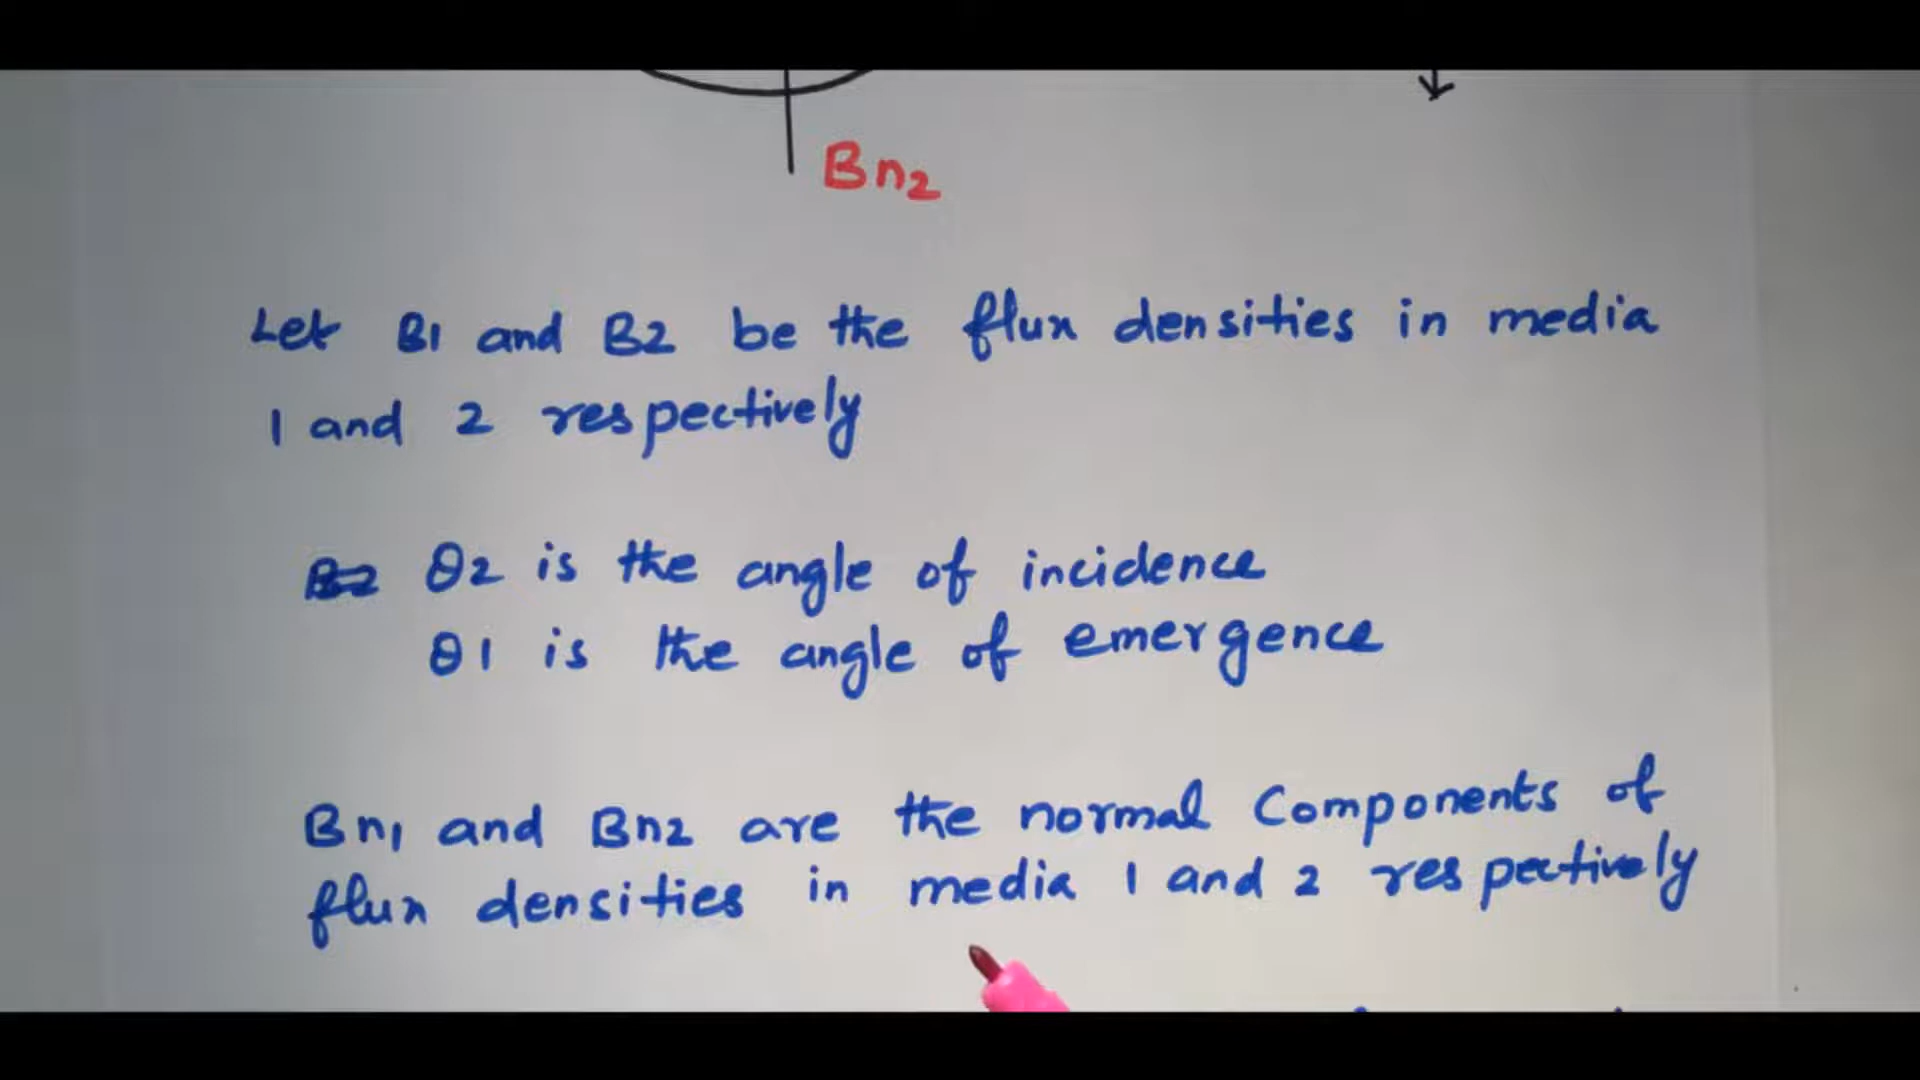 Bn2
Let B1 and B2 be the flux densities in media
1 and 2 respectively
θ2 is the angle of incidence
θ1 is the angle of emergence
Bn1 and Bn2 are the normal Components of
flux densities in media 1 and 2 respectively